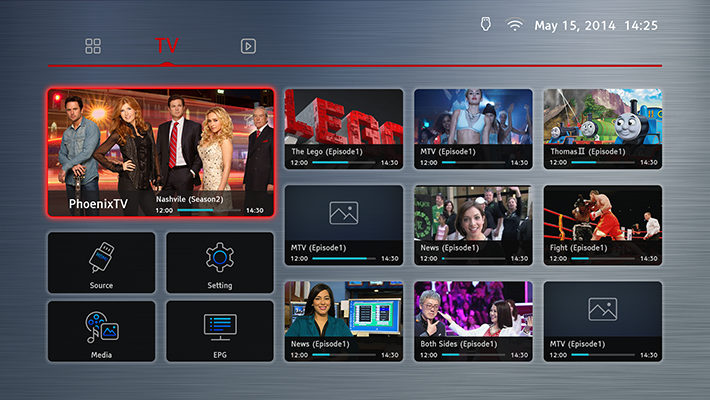 May 15, 2014 14:25
TV
PhoenixTV
Nashvile (Season2)
12:00 14:30
LEGO
The Lego (Episode1)
12:00 14:30
MTV (Episode1)
12:00 14:30
Thomas II (Episode1)
12:00 14:30
MTV (Episode1)
12:00 14:30
News (Episode1)
12:00 14:30
Fight (Episode1)
12:00 14:30
Source
Setting
News (Episode1)
12:00 14:30
Both Sides (Episode1)
12:00 14:30
MTV (Episode1)
12:00 14:30
Media
EPG